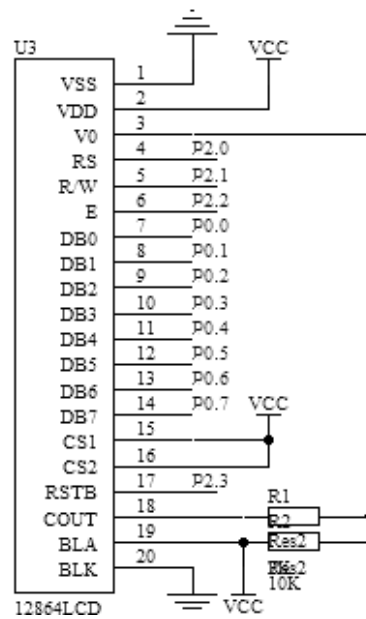 U3
VCC
VSS 1
VDD 2
V0 3
RS 4 P2.0
R/W 5 P2.1
E 6 P2.2
DB0 7 P0.0
DB1 8 P0.1
DB2 9 P0.2
DB3 10 P0.3
DB4 11 P0.4
DB5 12 P0.5
DB6 13 P0.6
DB7 14 P0.7 VCC
CS1 15
CS2 16
RSTB 17 P2.3
COUT 18 R1
R2
BLA 19 Res2
BLK 20 Res2
10K
12864LCD VCC